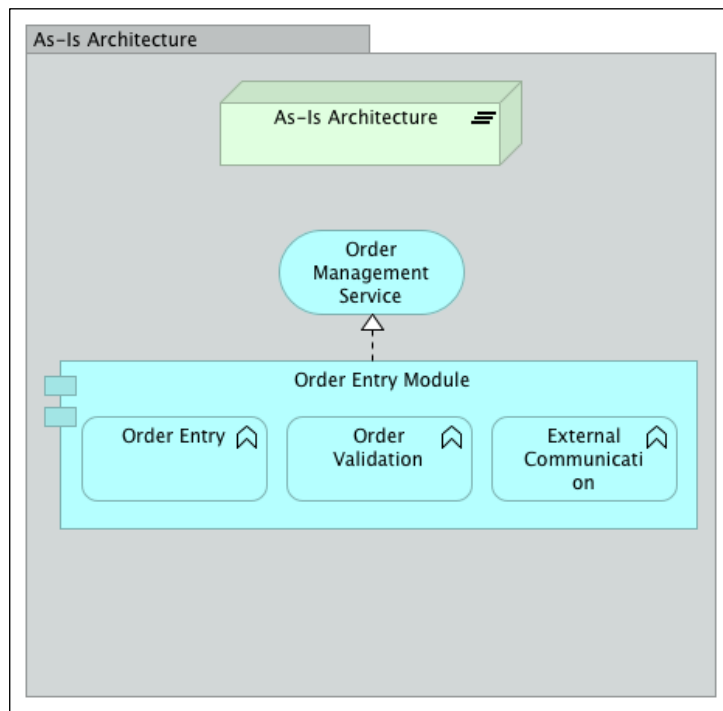 As-Is Architecture
As-Is Architecture
Order
Management
Service
Order Entry Module
Order Entry
Order
Validation
External
Communicati
on